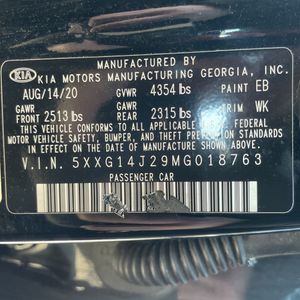 MANUFACTURED BY
KIA KIA MOTORS MANUFACTURING GEORGIA, INC.
AUG/14/20 GVWR 4354 lbs PAINT EB
GAWR FRONT 2513 lbs GAWR REAR 2315 lbs TRIM WK
THIS VEHICLE CONFORMS TO ALL APPLICABLE FEDERAL
MOTOR VEHICLE SAFETY, BUMPER, AND THEFT PREVENTION
STANDARDS IN EFFECT ON THE DATE OF MANUFACTURE SHOWN ABOVE.
V.I.N. 5XXG14J29MG018763
PASSENGER CAR